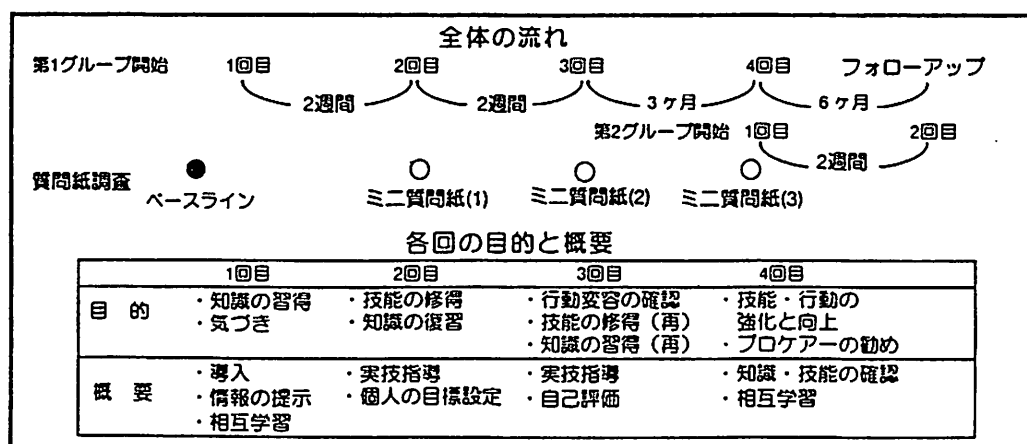 全体の流れ
第1グループ開始 1回目 2回目 3回目 4回目 フォローアップ
2週間 2週間 3ヶ月 6ヶ月
第2グループ開始 1回目 2回目
2週間
質問紙調査
ベースライン ミニ質問紙(1) ミニ質問紙(2) ミニ質問紙(3)
各回の目的と概要
1回目 2回目 3回目 4回目
目 的 ・知識の習得 ・技能の修得 ・行動変容の確認 ・技能・行動の
・気づき ・知識の復習 ・技能の修得（再） 強化と向上
・知識の習得（再） ・プロケアーの勧め
概 要 ・導入 ・実技指導 ・実技指導 ・知識・技能の確認
・情報の提示 ・個人の目標設定 ・自己評価 ・相互学習
・相互学習